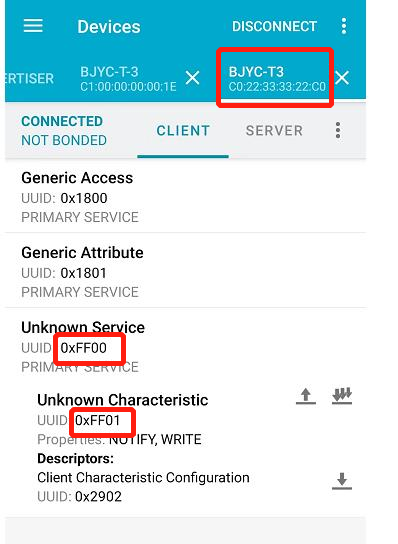 Devices
DISCONNECT
ERTISER
BJYC-T-3
C1:00:00:00:00:1E
BJYC-T3
C0:22:33:33:22:C0
CONNECTED
NOT BONDED
CLIENT
SERVER
Generic Access
UUID: 0x1800
PRIMARY SERVICE
Generic Attribute
UUID: 0x1801
PRIMARY SERVICE
Unknown Service
UUID: 0xFF00
PRIMARY SERVICE
Unknown Characteristic
UUID: 0xFF01
Properties: NOTIFY, WRITE
Descriptors:
Client Characteristic Configuration
UUID: 0x2902